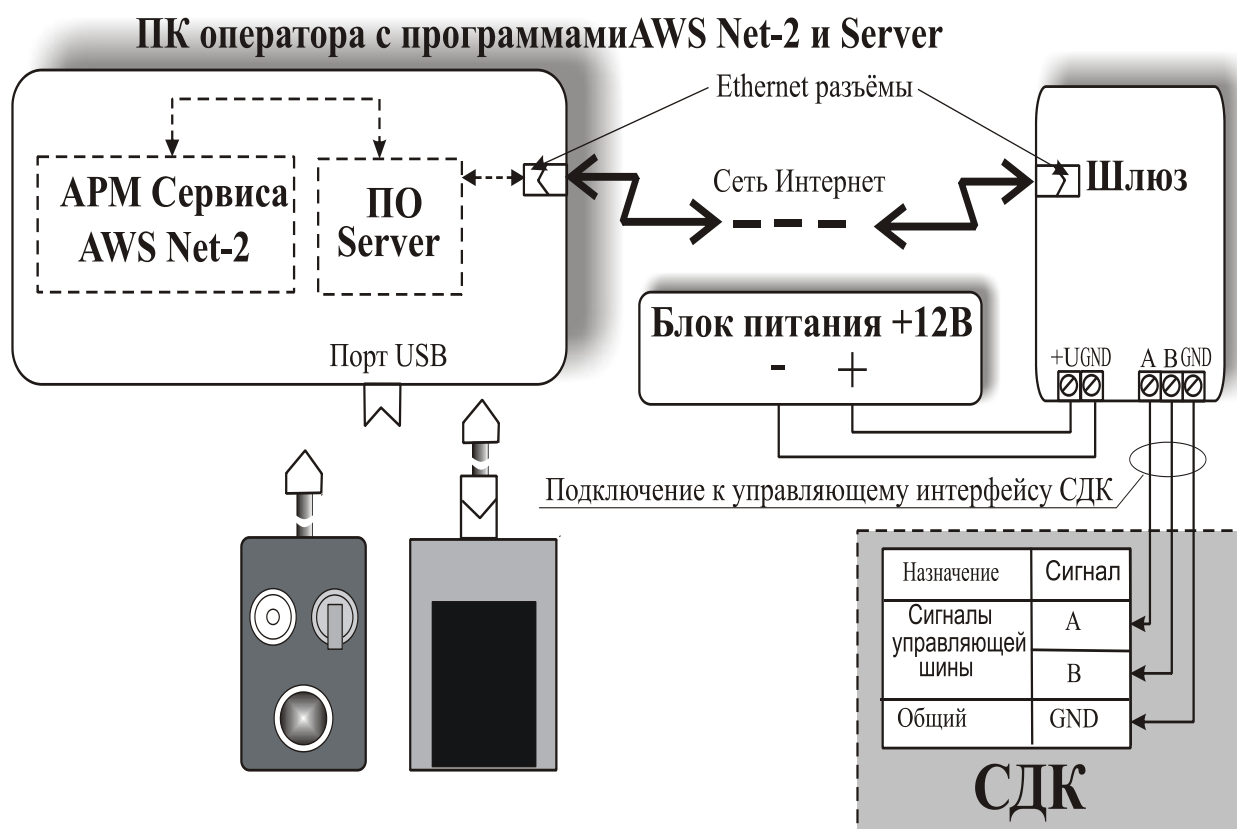 ПК оператора с программамиAWS Net-2 и Server
Ethernet разъёмы
АРМ Сервиса
AWS Net-2
ПО
Server
Сеть Интернет
Шлюз
Блок питания +12В
- +
Порт USB
+U GND A B GND
Подключение к управляющему интерфейсу СДК
Назначение Сигнал
Сигналы
управляющей
шины
A
B
Общий GND
СДК